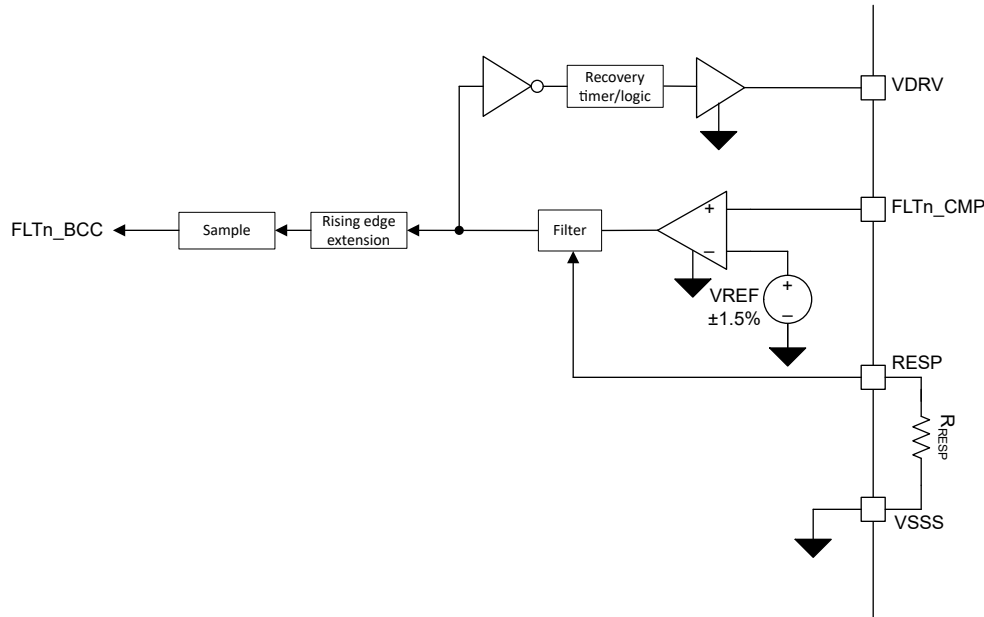 Recovery
timer/logic
VDRV
FLTn_CMP
FLTn_BCC
Sample
Rising edge
extension
Filter
+
−
VREF
±1.5%
+
−
RESP
RRESP
VSSS